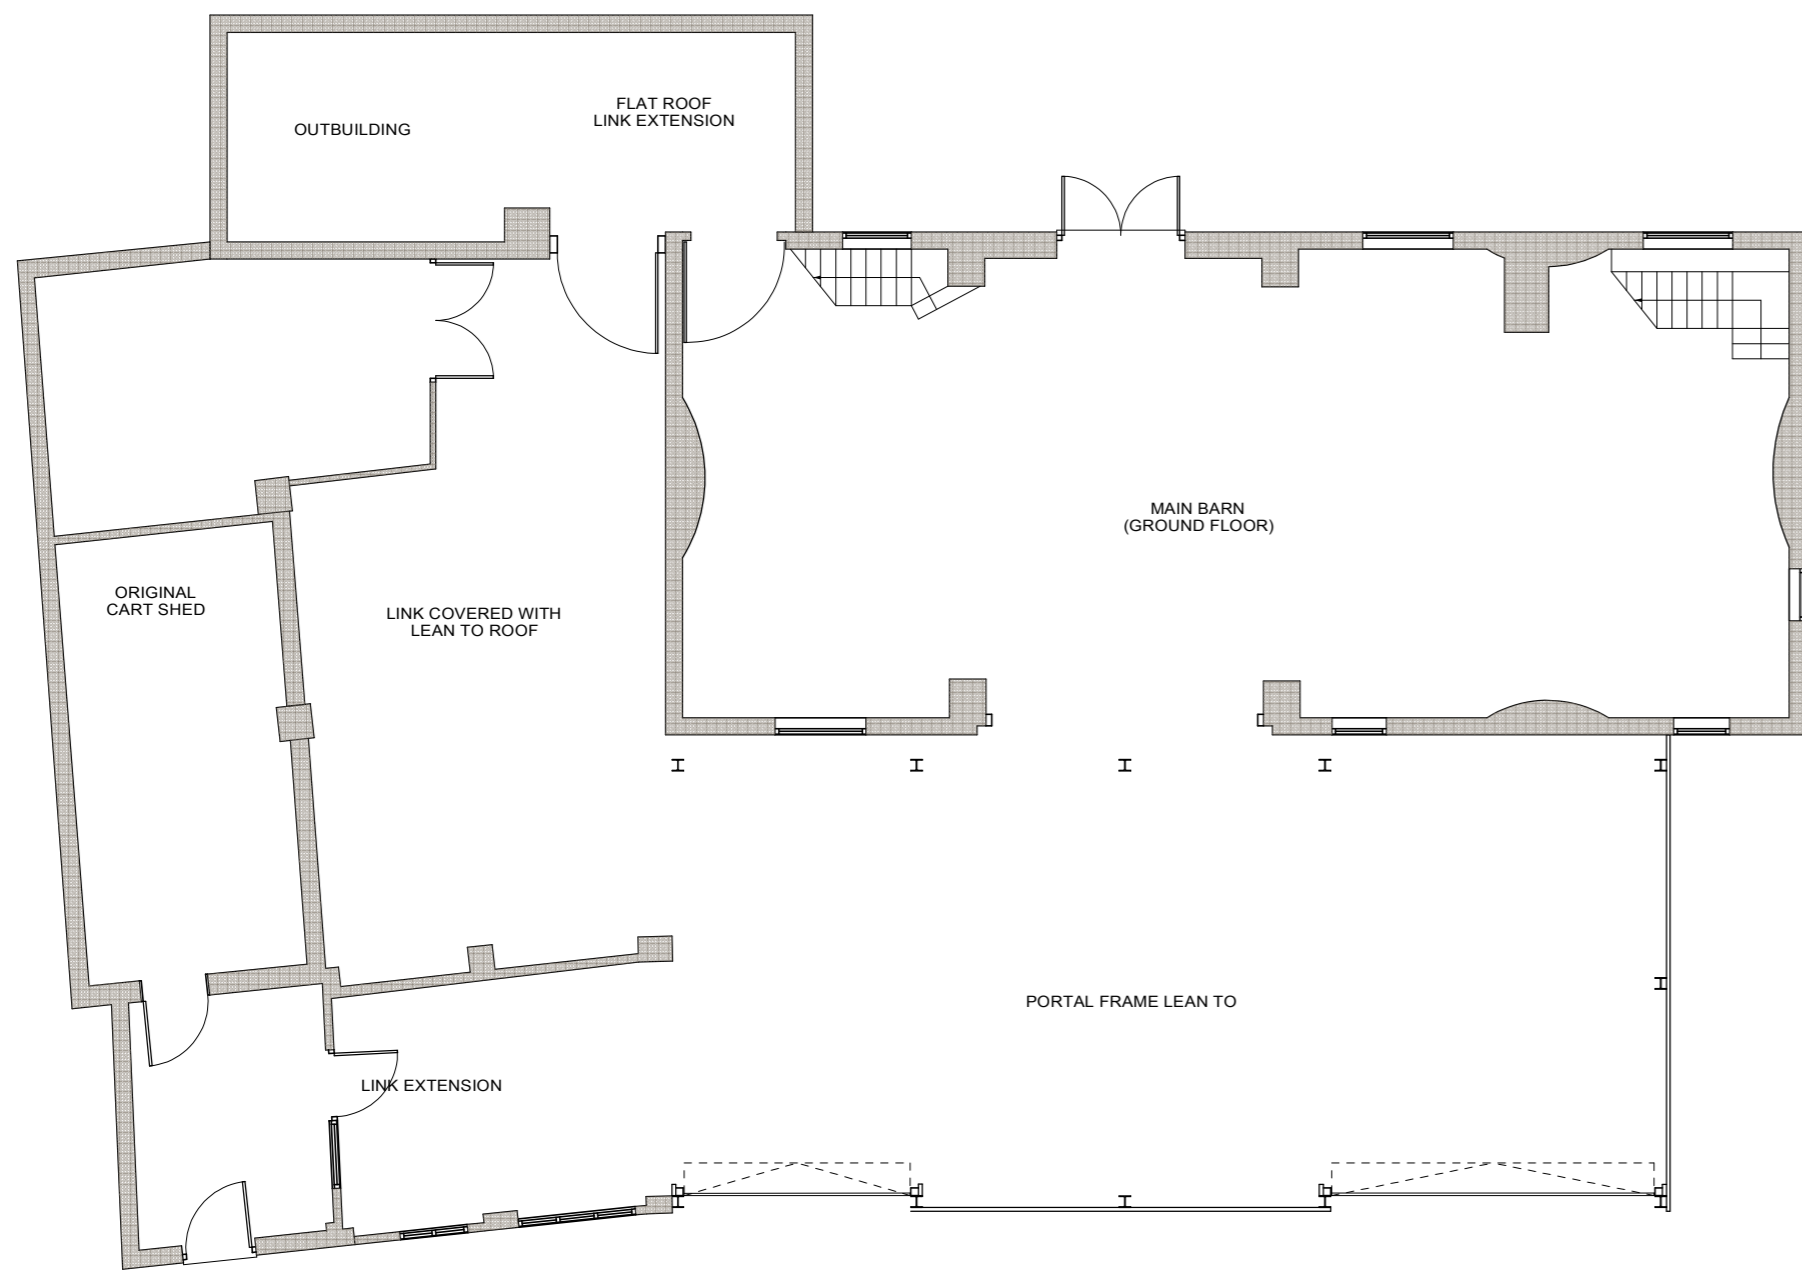 OUTBUILDING
FLAT ROOF
LINK EXTENSION
MAIN BARN
(GROUND FLOOR)
ORIGINAL
CART SHED
LINK COVERED WITH
LEAN TO ROOF
PORTAL FRAME LEAN TO
LINK EXTENSION